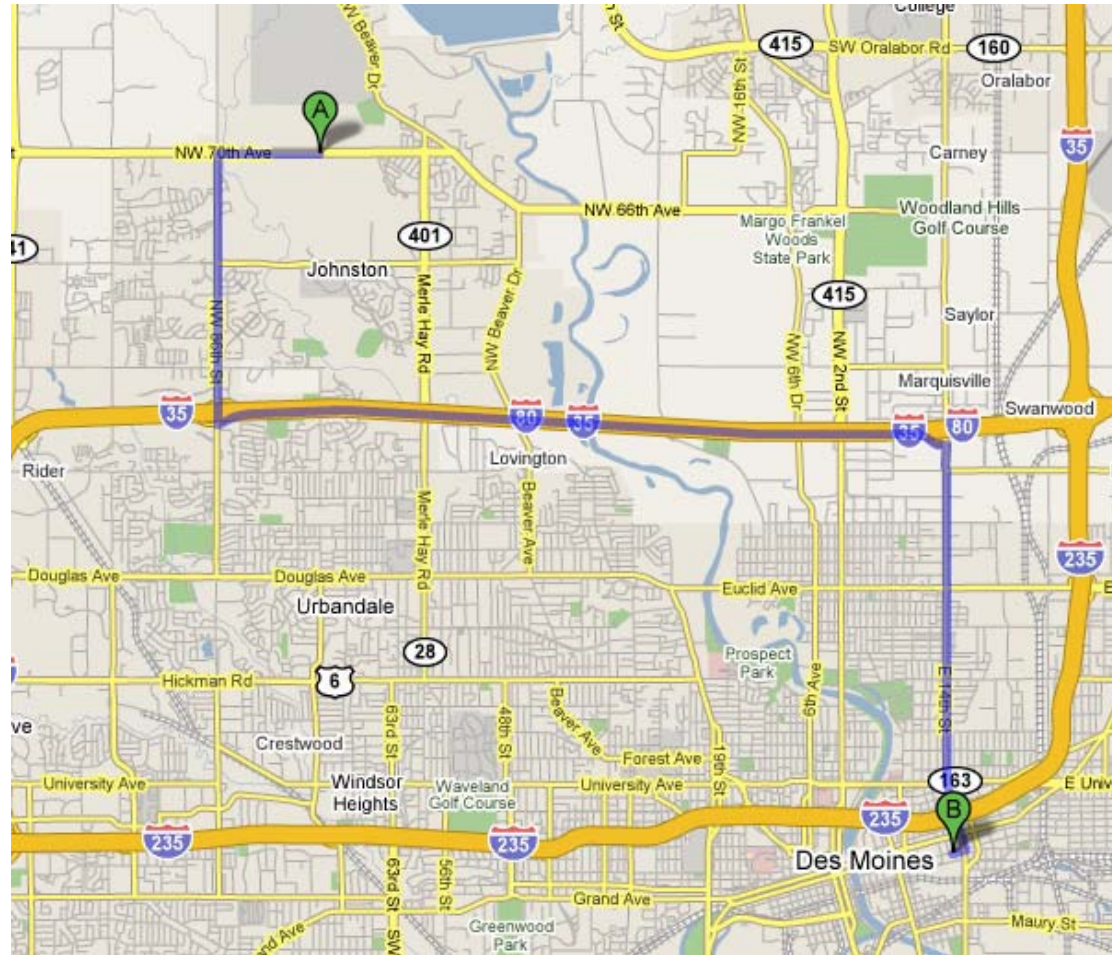 College
NW Beaver Dr
415
SW Oralabor Rd
160
Oralabor
NW 16th St
A
NW 70th Ave
Carney
35
NW 66th Ave
Woodland Hills
Golf Course
Margo Frankel
Woods
State Park
401
41
Johnston
Merle Hay Rd
NW Beaver Dr
415
Saylor
NW 86th St
NW 6th Dr
NW 2nd St
Marquisville
35
80
35
35
80
Swanwood
Rider
Lovington
Beaver Ave
Merle Hay Rd
235
Douglas Ave
Douglas Ave
Euclid Ave
E
Urbandale
28
Prospect
Park
Hickman Rd
6
63rd St
48th St
Beaver Ave
6th Ave
E 14th St
ve
Crestwood
Forest Ave
19th St
University Ave
Windsor
Heights
Waveland
Golf Course
University Ave
163
E Univ
B
235
235
235
Des Moines
63rd St SW
56th St
Grand Ave
Greenwood
Park
Maury St
nd Ave